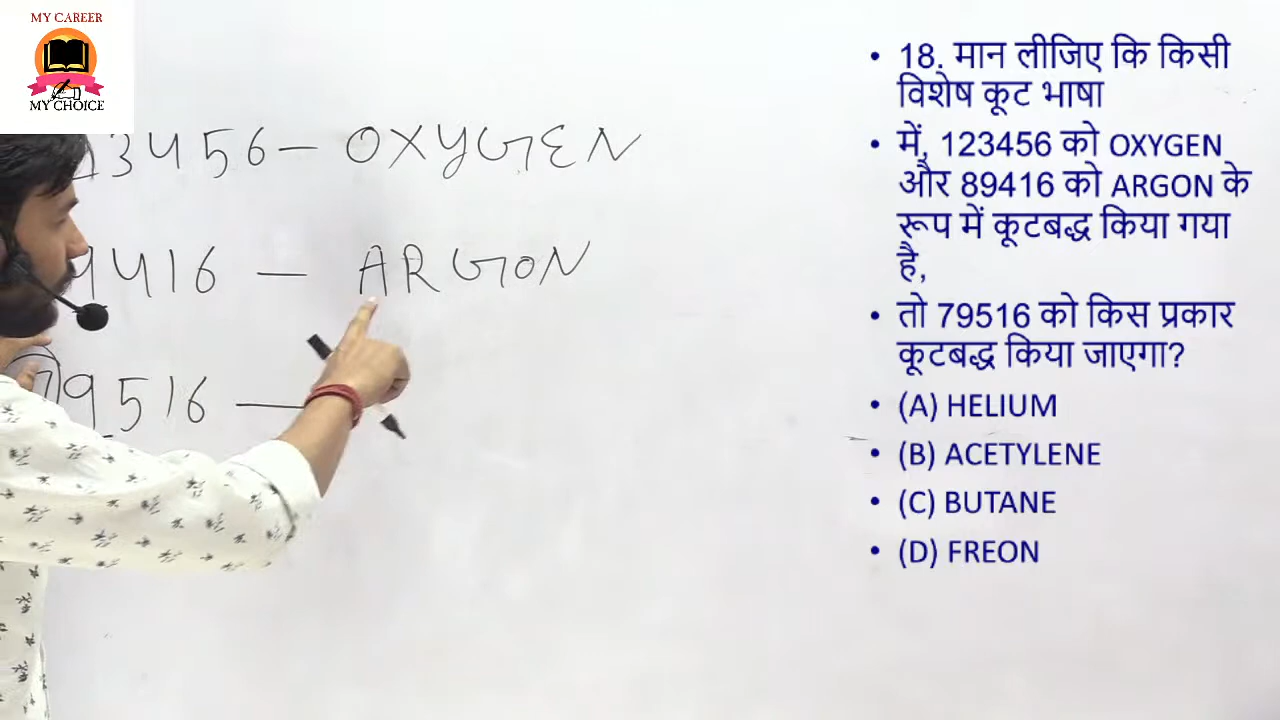 MY CAREER
MY CHOICE
3456 - OXYGEN
9416 - ARGON
79516 -
• 18. मान लीजिए कि किसी
विशेष कूट भाषा
• में, 123456 को OXYGEN
और 89416 को ARGON के
रूप में कूटबद्ध किया गया
है,
• तो 79516 को किस प्रकार
कूटबद्ध किया जाएगा?
• (A) HELIUM
• (B) ACETYLENE
• (C) BUTANE
• (D) FREON